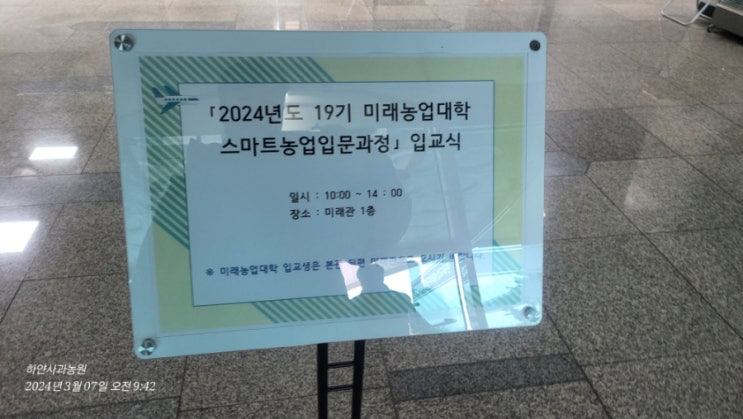 「2024년도 19기 미래농업대학
스마트농업입문과정」 입교식
일시 : 10:00 ~ 14 : 00
장소 : 미래관 1층
※ 미래농업대학 입교생은 본관
하얀사과농원
2024년 3월 07일 오전 9:42